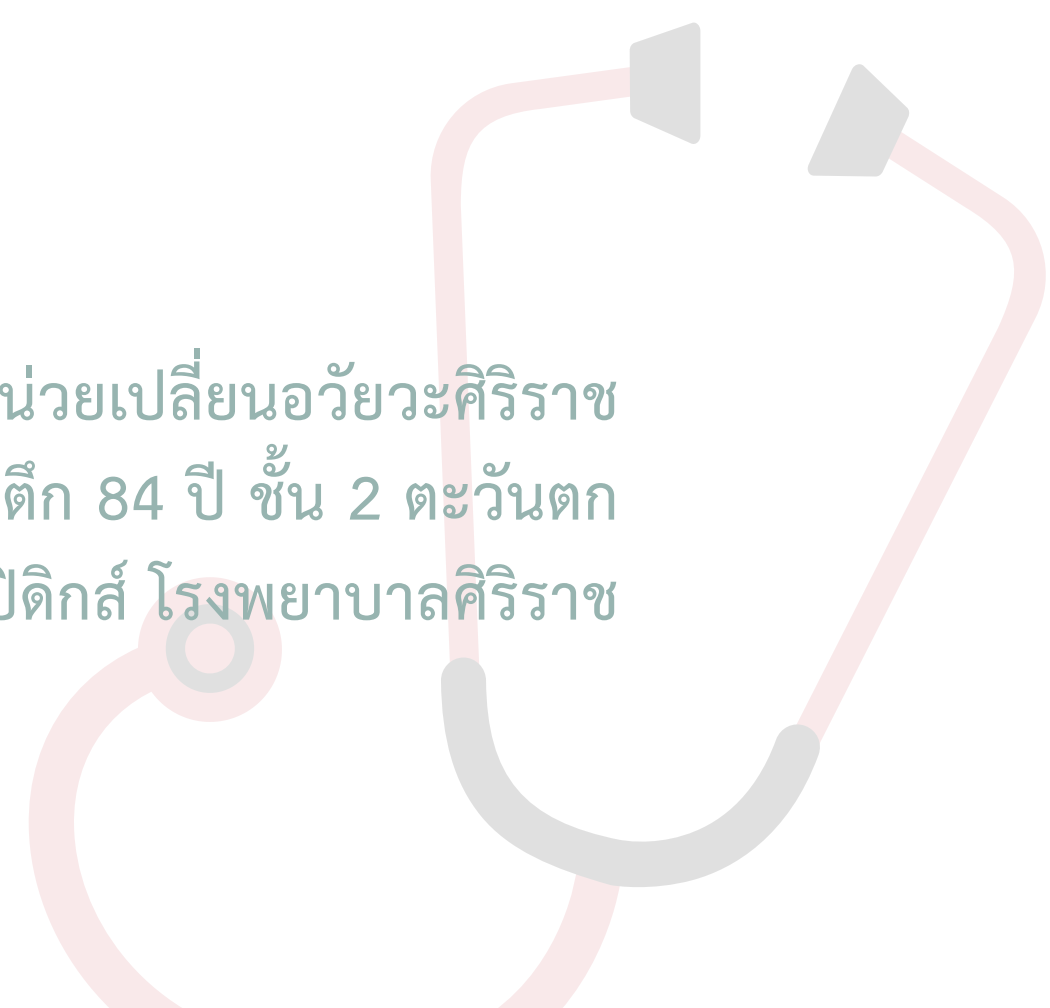 น่วยเปลี่ยนอวัยวะศิริราช
ตึก 84 ปี ชั้น 2 ตะวันตก
ปิดิกส์ โรงพยาบาลศิริราช